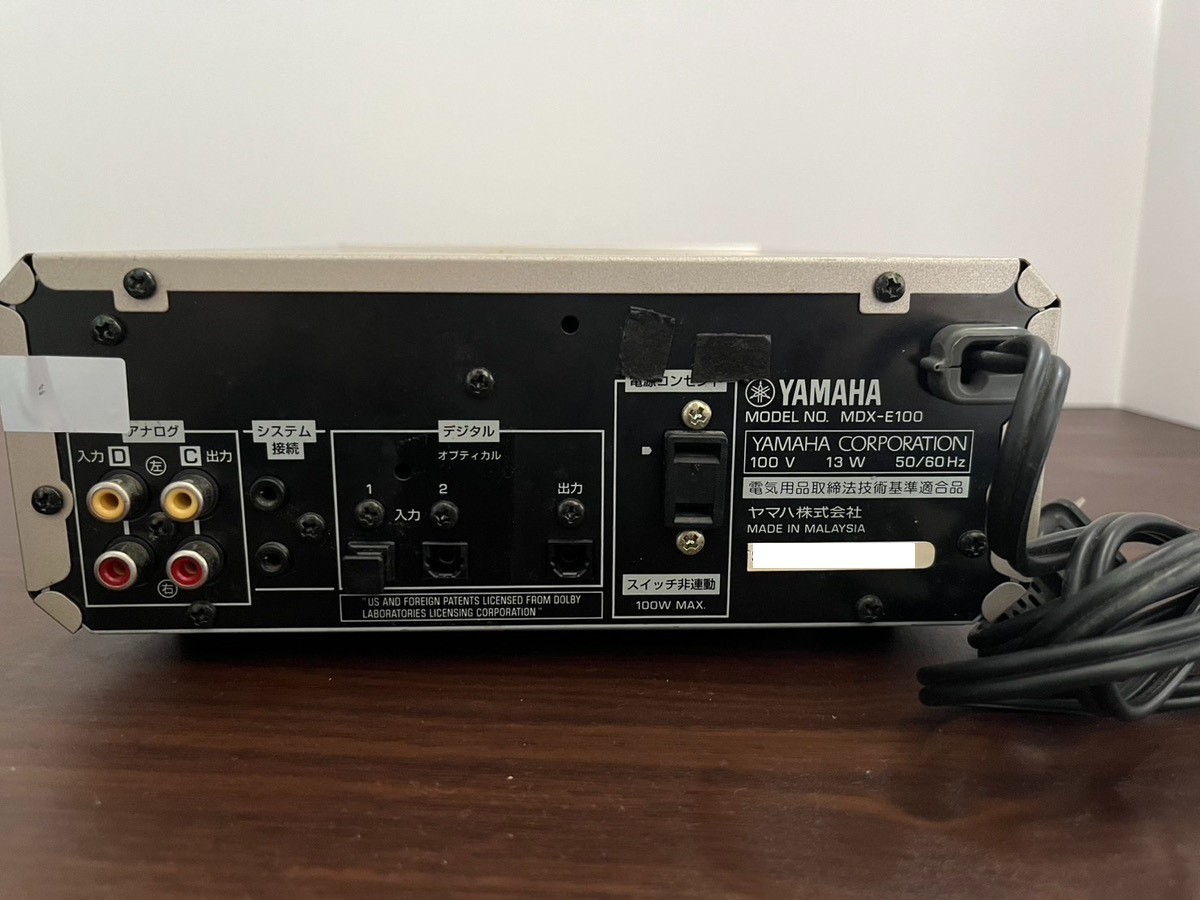 アナログ
入力 D 左 C 出力
右
システム
接続
デジタル
オプティカル
1 2 出力
入力
"US AND FOREIGN PATENTS LICENSED FROM DOLBY
LABORATORIES LICENSING CORPORATION"
電源コンセント
スイッチ非連動
100W MAX.
YAMAHA
MODEL NO. MDX-E100
YAMAHA CORPORATION
100 V 13 W 50/60 Hz
電気用品取締法技術基準適合品
ヤマハ株式会社
MADE IN MALAYSIA